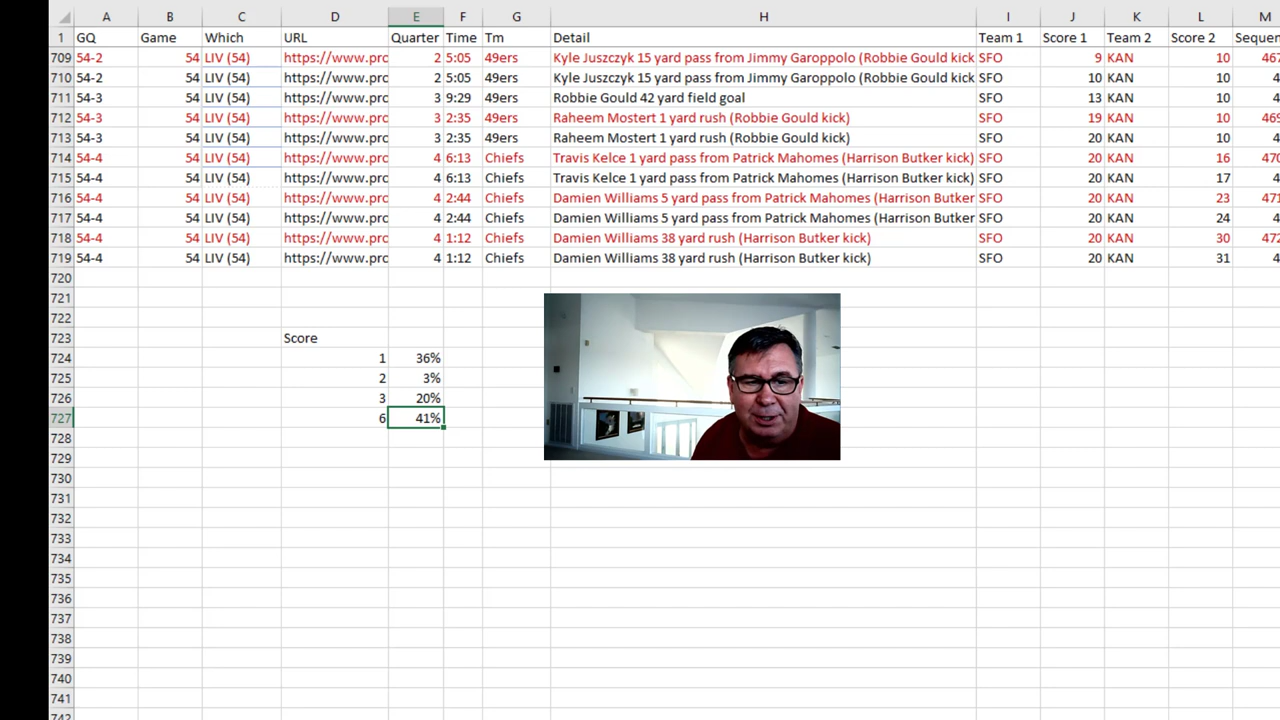 A B C D E F G H I J K L M
1 GQ Game Which URL Quarter Time Tm Detail Team 1 Score 1 Team 2 Score 2 Sequen
709 54-2 54 LIV (54) https://www.pro 2 5:05 49ers Kyle Juszczyk 15 yard pass from Jimmy Garoppolo (Robbie Gould kick SFO 9 KAN 10 467
710 54-2 54 LIV (54) https://www.pro 2 5:05 49ers Kyle Juszczyk 15 yard pass from Jimmy Garoppolo (Robbie Gould kick SFO 10 KAN 10 4
711 54-3 54 LIV (54) https://www.pro 3 9:29 49ers Robbie Gould 42 yard field goal SFO 13 KAN 10 4
712 54-3 54 LIV (54) https://www.pro 3 2:35 49ers Raheem Mostert 1 yard rush (Robbie Gould kick) SFO 19 KAN 10 469
713 54-3 54 LIV (54) https://www.pro 3 2:35 49ers Raheem Mostert 1 yard rush (Robbie Gould kick) SFO 20 KAN 10 4
714 54-4 54 LIV (54) https://www.pro 4 6:13 Chiefs Travis Kelce 1 yard pass from Patrick Mahomes (Harrison Butker kick) SFO 20 KAN 16 470
715 54-4 54 LIV (54) https://www.pro 4 6:13 Chiefs Travis Kelce 1 yard pass from Patrick Mahomes (Harrison Butker kick) SFO 20 KAN 17 4
716 54-4 54 LIV (54) https://www.pro 4 2:44 Chiefs Damien Williams 5 yard pass from Patrick Mahomes (Harrison Butker SFO 20 KAN 23 471
717 54-4 54 LIV (54) https://www.pro 4 2:44 Chiefs Damien Williams 5 yard pass from Patrick Mahomes (Harrison Butker SFO 20 KAN 24 4
718 54-4 54 LIV (54) https://www.pro 4 1:12 Chiefs Damien Williams 38 yard rush (Harrison Butker kick) SFO 20 KAN 30 472
719 54-4 54 LIV (54) https://www.pro 4 1:12 Chiefs Damien Williams 38 yard rush (Harrison Butker kick) SFO 20 KAN 31 4
720
721
722
723 Score
724 1 36%
725 2 3%
726 3 20%
727 6 41%
728
729
730
731
732
733
734
735
736
737
738
739
740
741
742